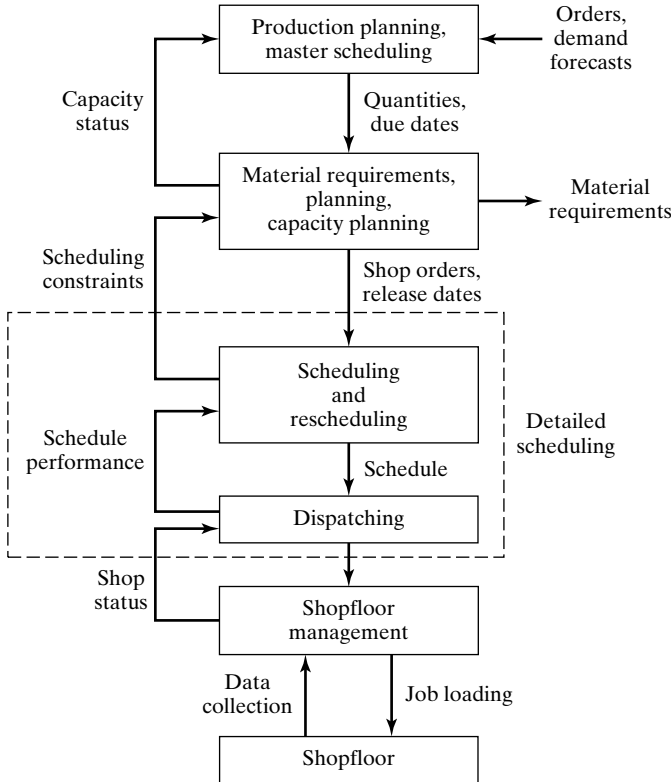 Production planning,
master scheduling
Orders,
demand
forecasts
Capacity
status
Quantities,
due dates
Material requirements,
planning,
capacity planning
Material
requirements
Scheduling
constraints
Shop orders,
release dates
Scheduling
and
rescheduling
Detailed
scheduling
Schedule
performance
Schedule
Dispatching
Shop
status
Shopfloor
management
Data
collection
Job loading
Shopfloor